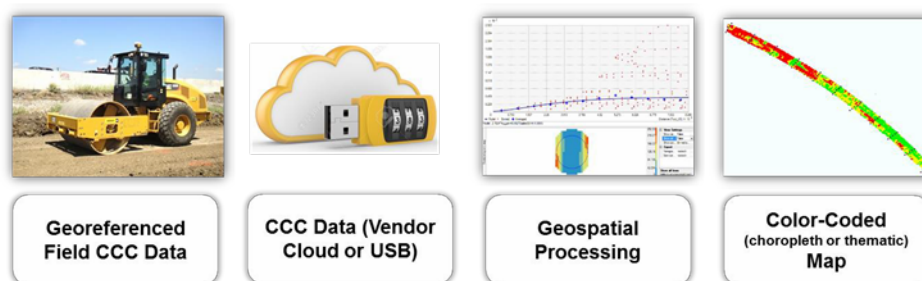 Georeferenced
Field CCC Data
CCC Data (Vendor
Cloud or USB)
Geospatial
Processing
Color-Coded
(choropleth or thematic)
Map